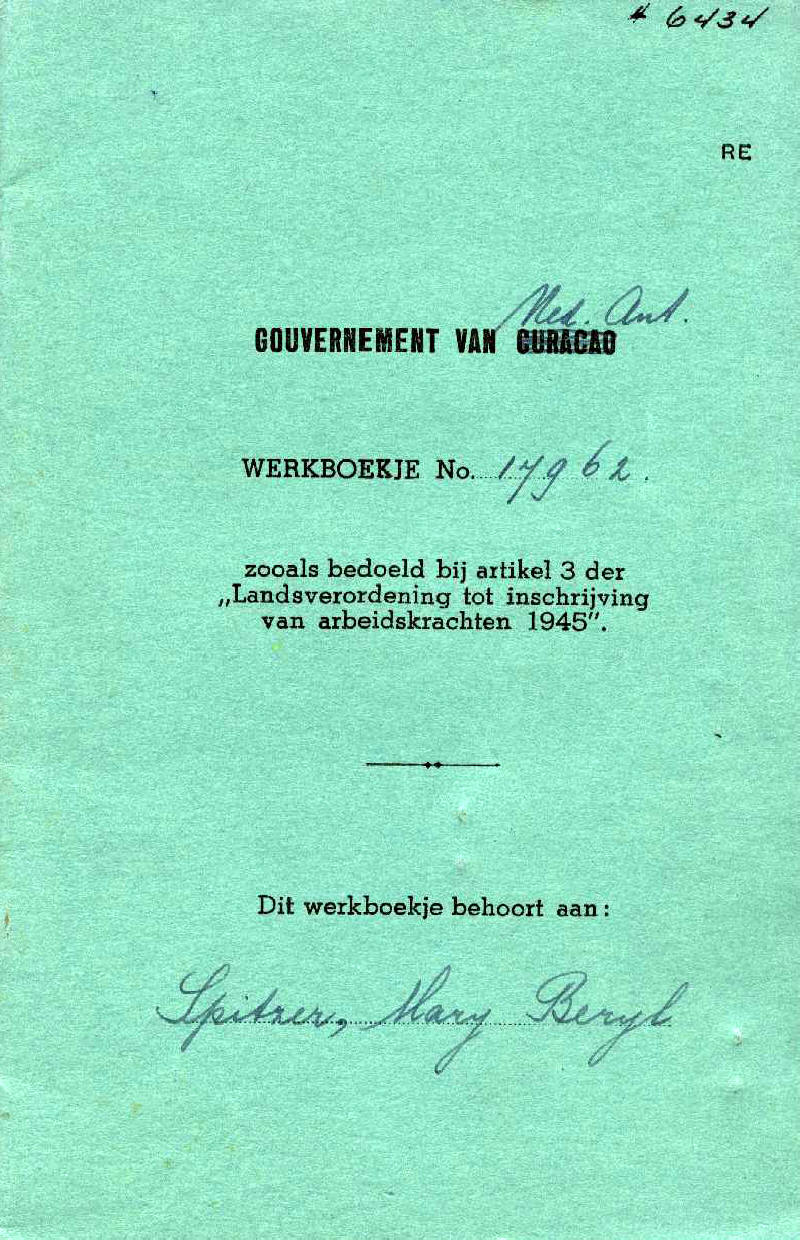 # 6434
RE
Ned. Ant.
GOUVERNEMENT VAN CURACAO
WERKBOEKJE No. 17962.
zooals bedoeld bij artikel 3 der
„Landsverordening tot inschrijving
van arbeidskrachten 1945”.
Dit werkboekje behoort aan:
Spitzer, Mary Beryl